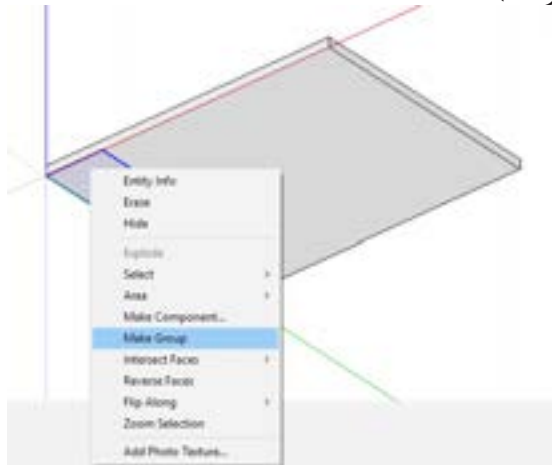 Entity Info
Erase
Hide
Explode
Select
Area
Make Component...
Make Group
Intersect Faces
Reverse Faces
Flip Along
Zoom Selection
Add Photo Texture...